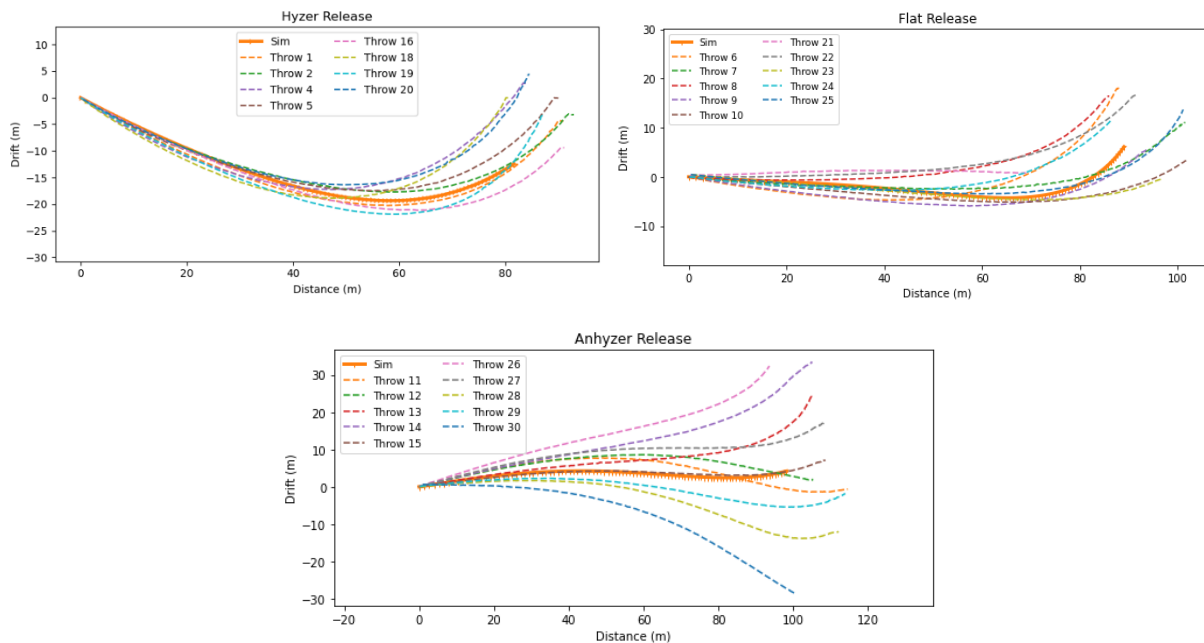 Hyzer Release
10
5
0
−5
−10
−15
−20
−25
−30
Drift (m)
Sim
Throw 1
Throw 2
Throw 4
Throw 5
Throw 16
Throw 18
Throw 19
Throw 20
0 20 40 60 80
Distance (m)
Flat Release
30
20
10
0
−10
Drift (m)
Sim
Throw 6
Throw 7
Throw 8
Throw 9
Throw 10
Throw 21
Throw 22
Throw 23
Throw 24
Throw 25
0 20 40 60 80 100
Distance (m)
Anhyzer Release
30
20
10
0
−10
−20
−30
Drift (m)
Sim
Throw 11
Throw 12
Throw 13
Throw 14
Throw 15
Throw 26
Throw 27
Throw 28
Throw 29
Throw 30
−20 0 20 40 60 80 100 120
Distance (m)